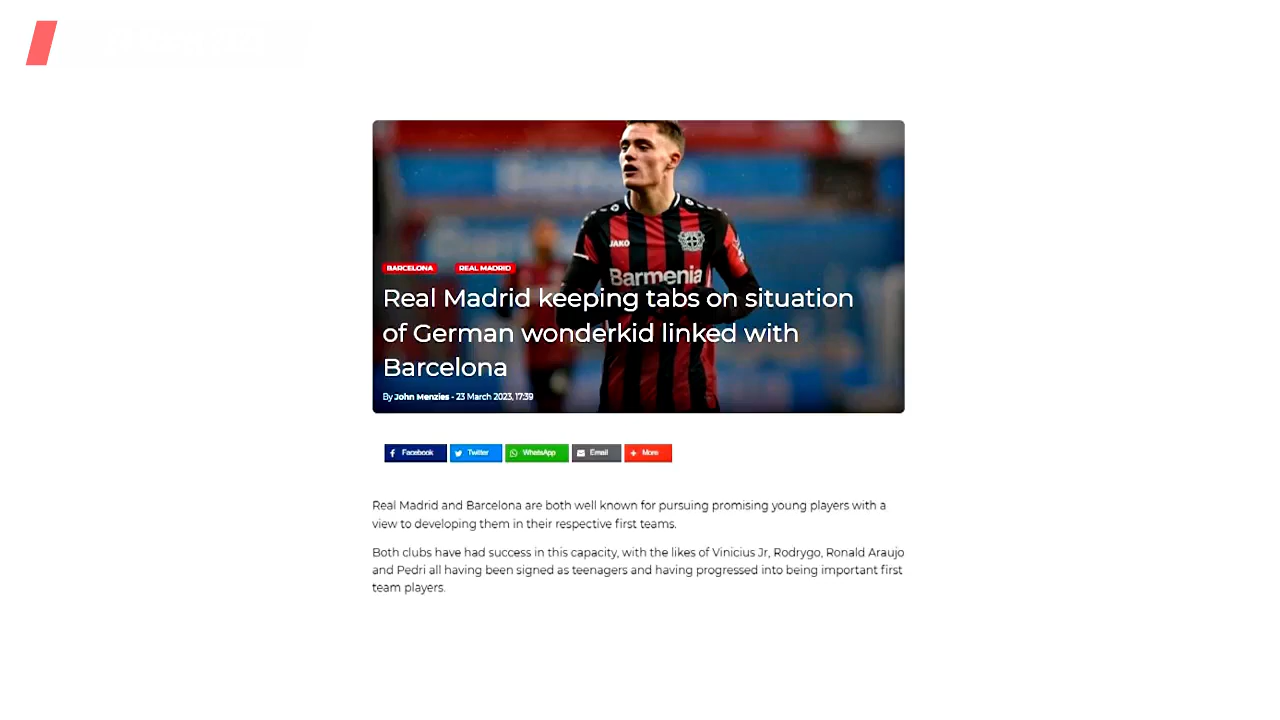 JAKO
Barmenia
BARCELONA REAL MADRID
Real Madrid keeping tabs on situation
of German wonderkid linked with
Barcelona
By John Menzies - 23 March 2023, 17:39
Facebook Twitter WhatsApp Email More
Real Madrid and Barcelona are both well known for pursuing promising young players with a
view to developing them in their respective first teams.
Both clubs have had success in this capacity, with the likes of Vinicius Jr, Rodrygo, Ronald Araujo
and Pedri all having been signed as teenagers and having progressed into being important first
team players.